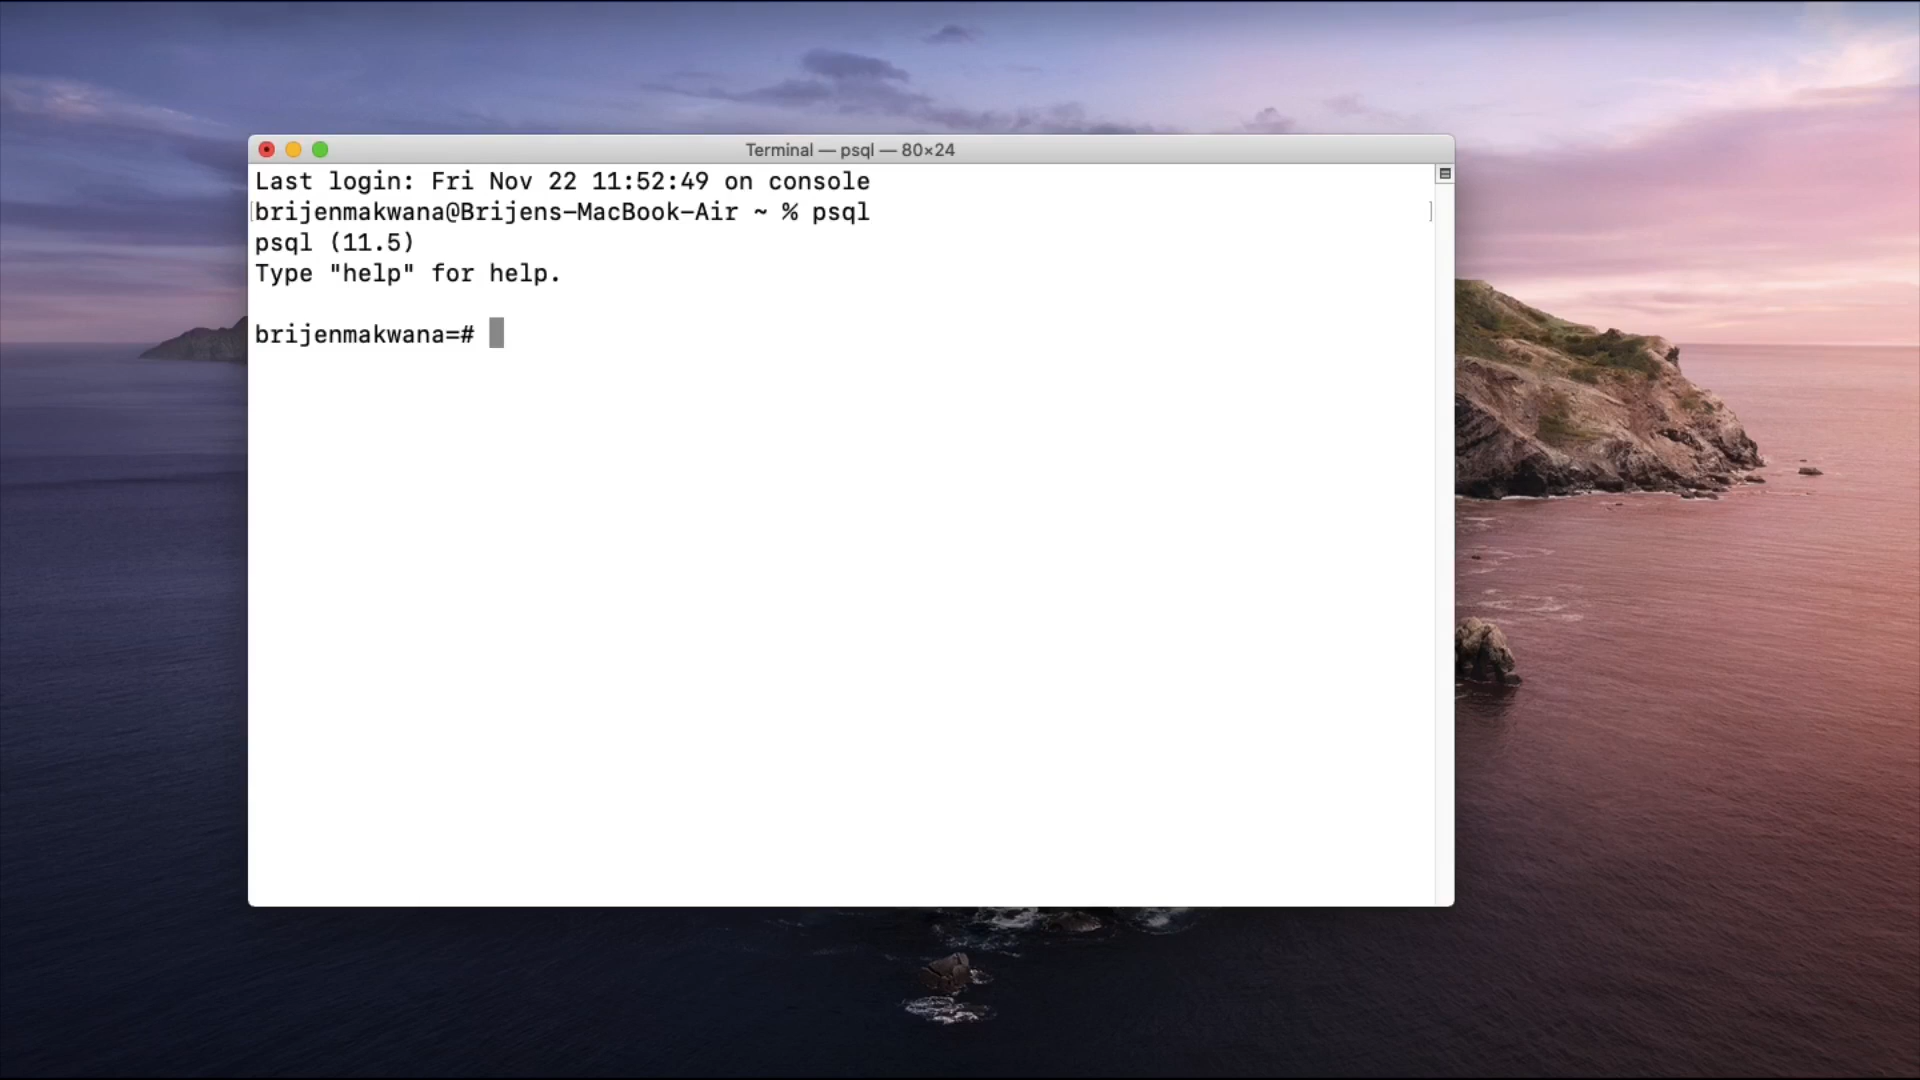 Terminal — psql — 80×24
Last login: Fri Nov 22 11:52:49 on console
[brijenmakwana@Brijens-MacBook-Air ~ % psql ]
psql (11.5)
Type "help" for help.
brijenmakwana=#